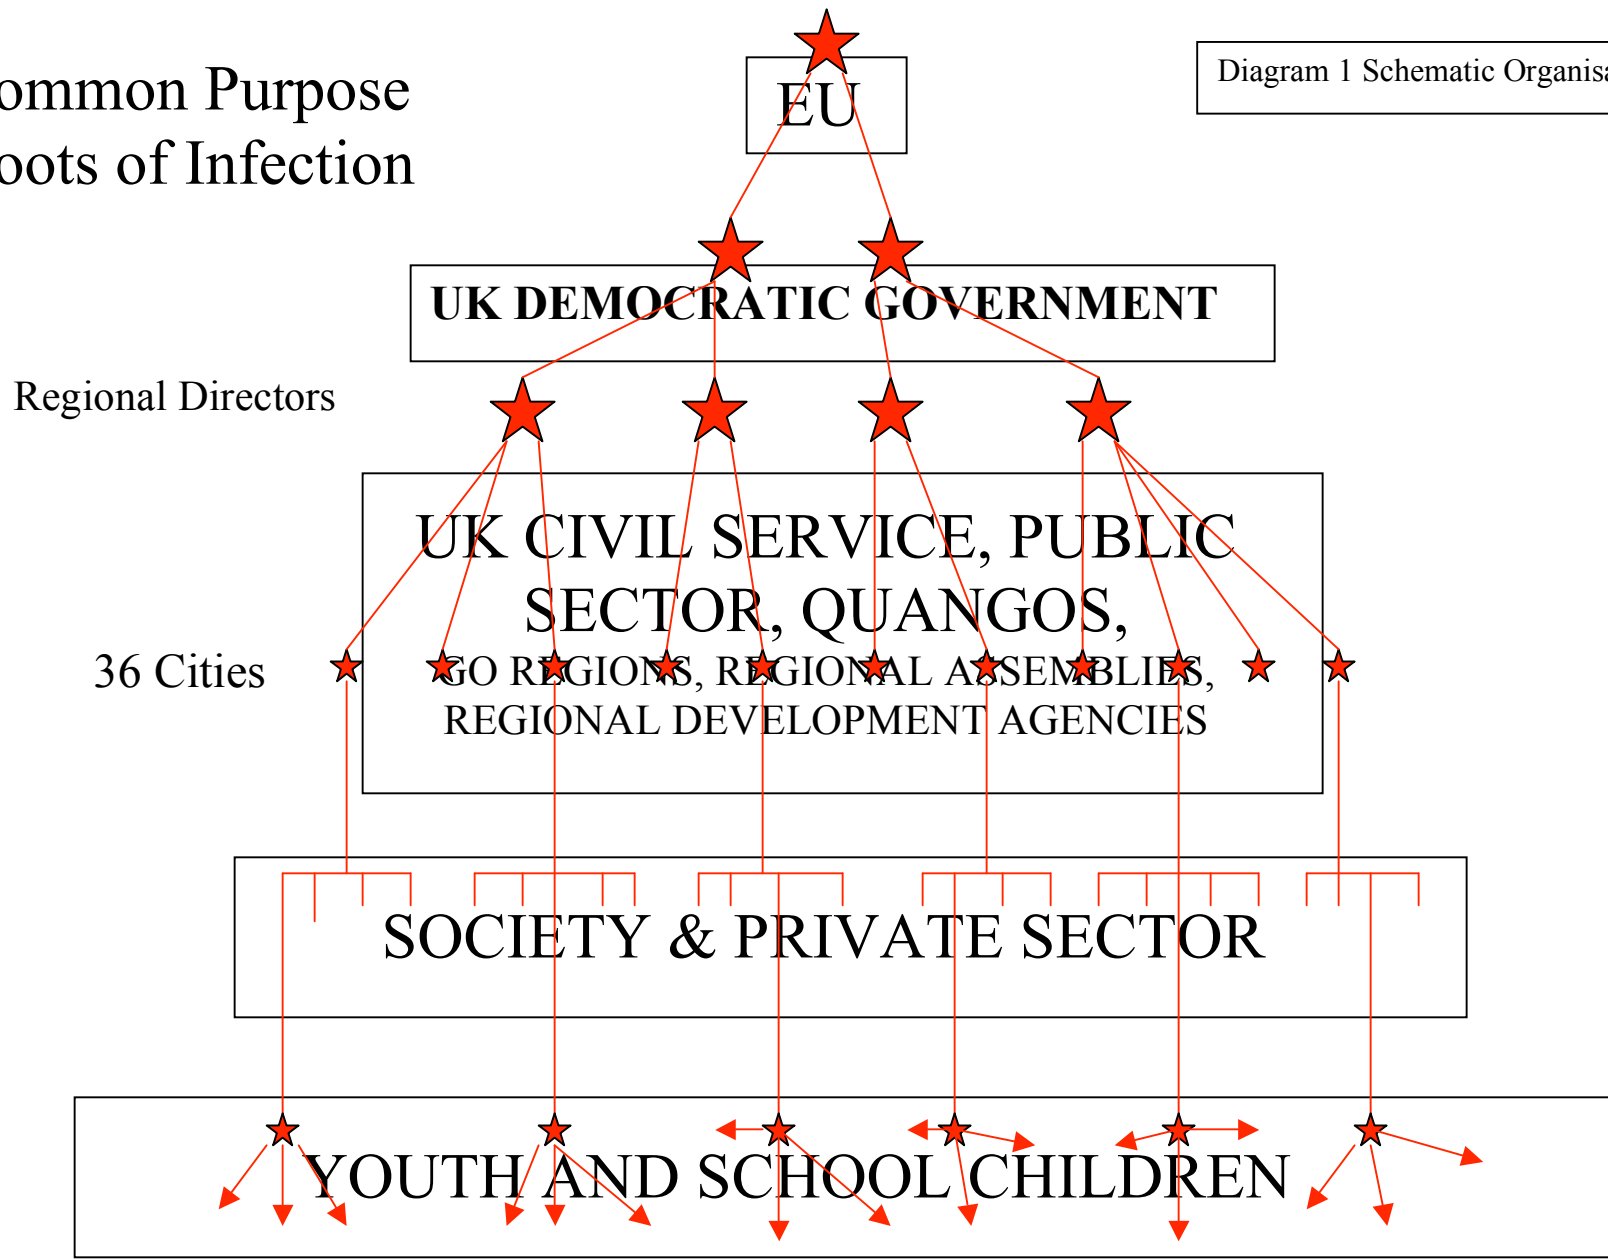 ommon Purpose
oots of Infection
EU
Diagram 1 Schematic Organisa
UK DEMOCRATIC GOVERNMENT
Regional Directors
UK CIVIL SERVICE, PUBLIC
SECTOR, QUANGOS,
36 Cities
GO REGIONS, REGIONAL ASSEMBLIES,
REGIONAL DEVELOPMENT AGENCIES
SOCIETY & PRIVATE SECTOR
YOUTH AND SCHOOL CHILDREN